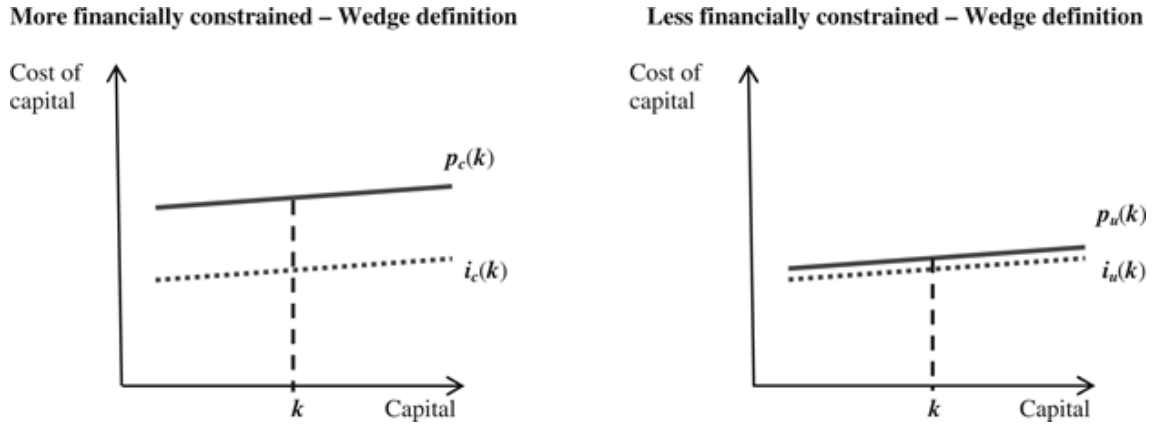 More financially constrained – Wedge definition
Cost of
capital
p_c(k)
i_c(k)
k
Capital
Less financially constrained – Wedge definition
Cost of
capital
p_u(k)
i_u(k)
k
Capital